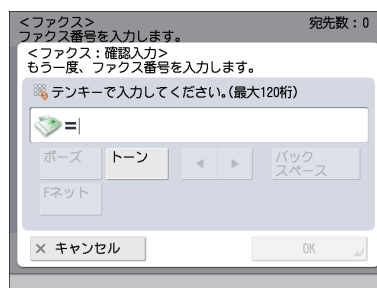 <ファクス>
宛先数：0
ファクス番号を入力します。
<ファクス：確認入力>
もう一度、ファクス番号を入力します。
テンキーで入力してください。(最大120桁)
=
ポーズ トーン ◀ ▶ バック
スペース
Fネット
× キャンセル OK